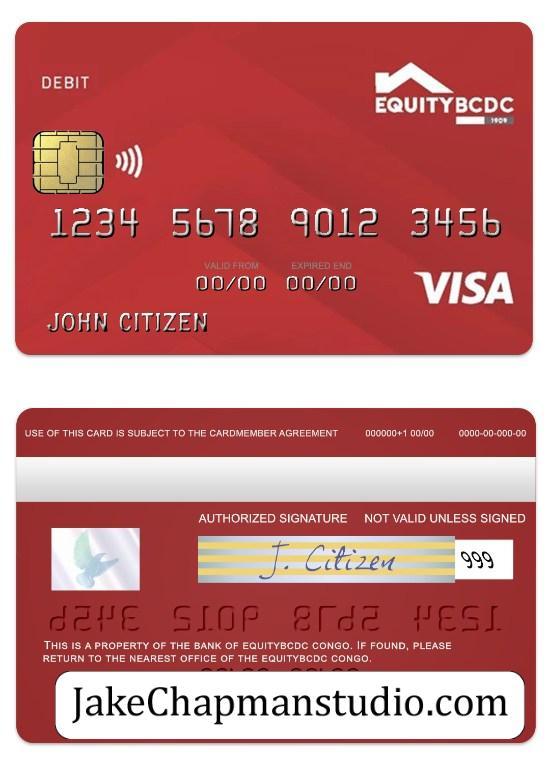 DEBIT
EQUITYBCDC
1909
1234 5678 9012 3456
VALID FROM EXPIRED END
00/00 00/00
VISA
JOHN CITIZEN
USE OF THIS CARD IS SUBJECT TO THE CARDMEMBER AGREEMENT 000000+1 00/00 0000-00-000-00
AUTHORIZED SIGNATURE NOT VALID UNLESS SIGNED
J. Citizen 999
THIS IS A PROPERTY OF THE BANK OF EQUITYBCDC CONGO. IF FOUND, PLEASE
RETURN TO THE NEAREST OFFICE OF THE EQUITYBCDC CONGO.
JakeChapmanstudio.com